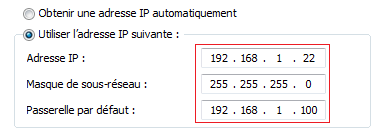 Obtenir une adresse IP automatiquement
Utiliser l'adresse IP suivante :
Adresse IP : 192 . 168 . 1 . 22
Masque de sous-réseau : 255 . 255 . 255 . 0
Passerelle par défaut : 192 . 168 . 1 . 100